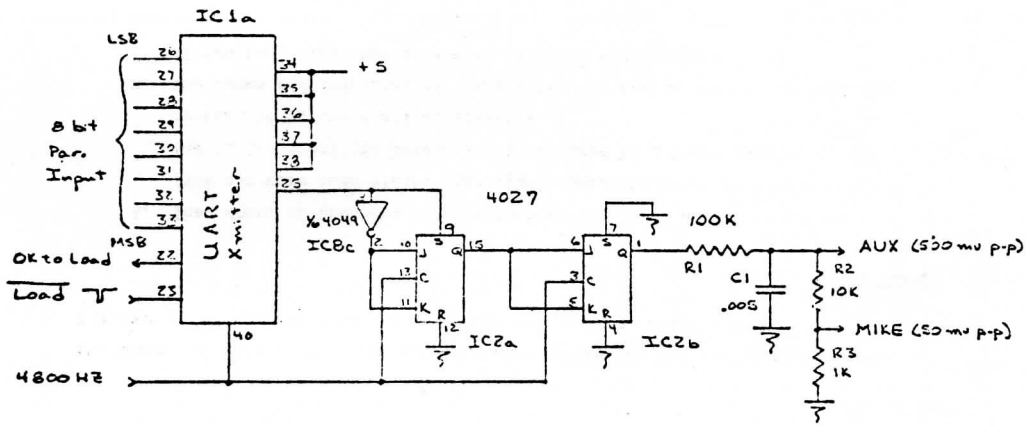 IC1a
LSB
26
27
28
29
30
31
32
33
MSB
8 bit
Par.
Input
UART
Xmitter
34
35
36
37
38
25
+5
OK to Load
22
Load
23
40
4800 HZ
1/6 4049
IC8c
2
10
13
11
J
C
K
S
9
Q
15
R
12
IC2a
4027
6
3
5
J
C
K
S
7
Q
1
R
4
IC2b
100K
R1
C1
.005
R2
10K
R3
1K
AUX (500 mv p-p)
MIKE (50 mv p-p)